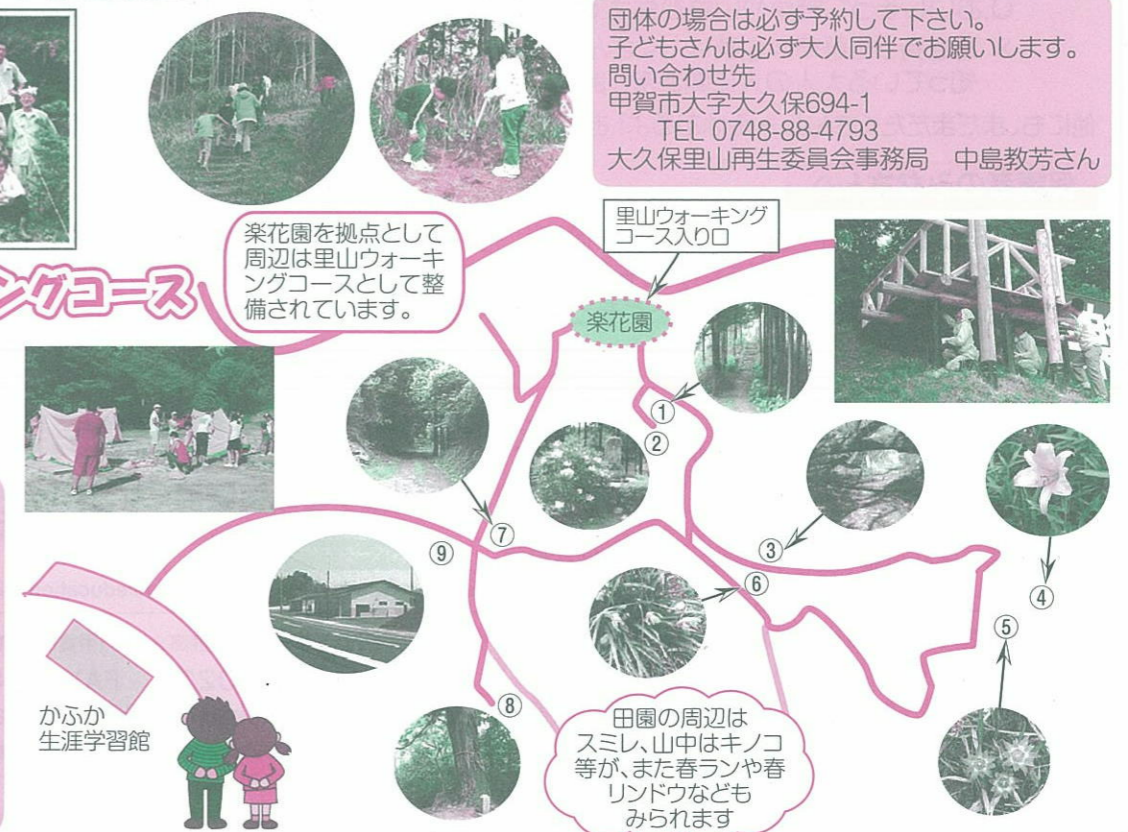 団体の場合は必ず予約して下さい。
子どもさんは必ず大人同伴でお願いします。
問い合わせ先
甲賀市大字大久保694-1
TEL 0748-88-4793
大久保里山再生委員会事務局　中島教芳さん
里山ウォーキング
コース入り口
楽花園を拠点として
周辺は里山ウォーキ
ングコースとして整
備されています。
ングコース
楽花園
①
②
③
④
⑤
⑥
⑦
⑨
⑧
かふか
生涯学習館
田園の周辺は
スミレ、山中はキノコ
等が、また春ランや春
リンドウなども
みられます